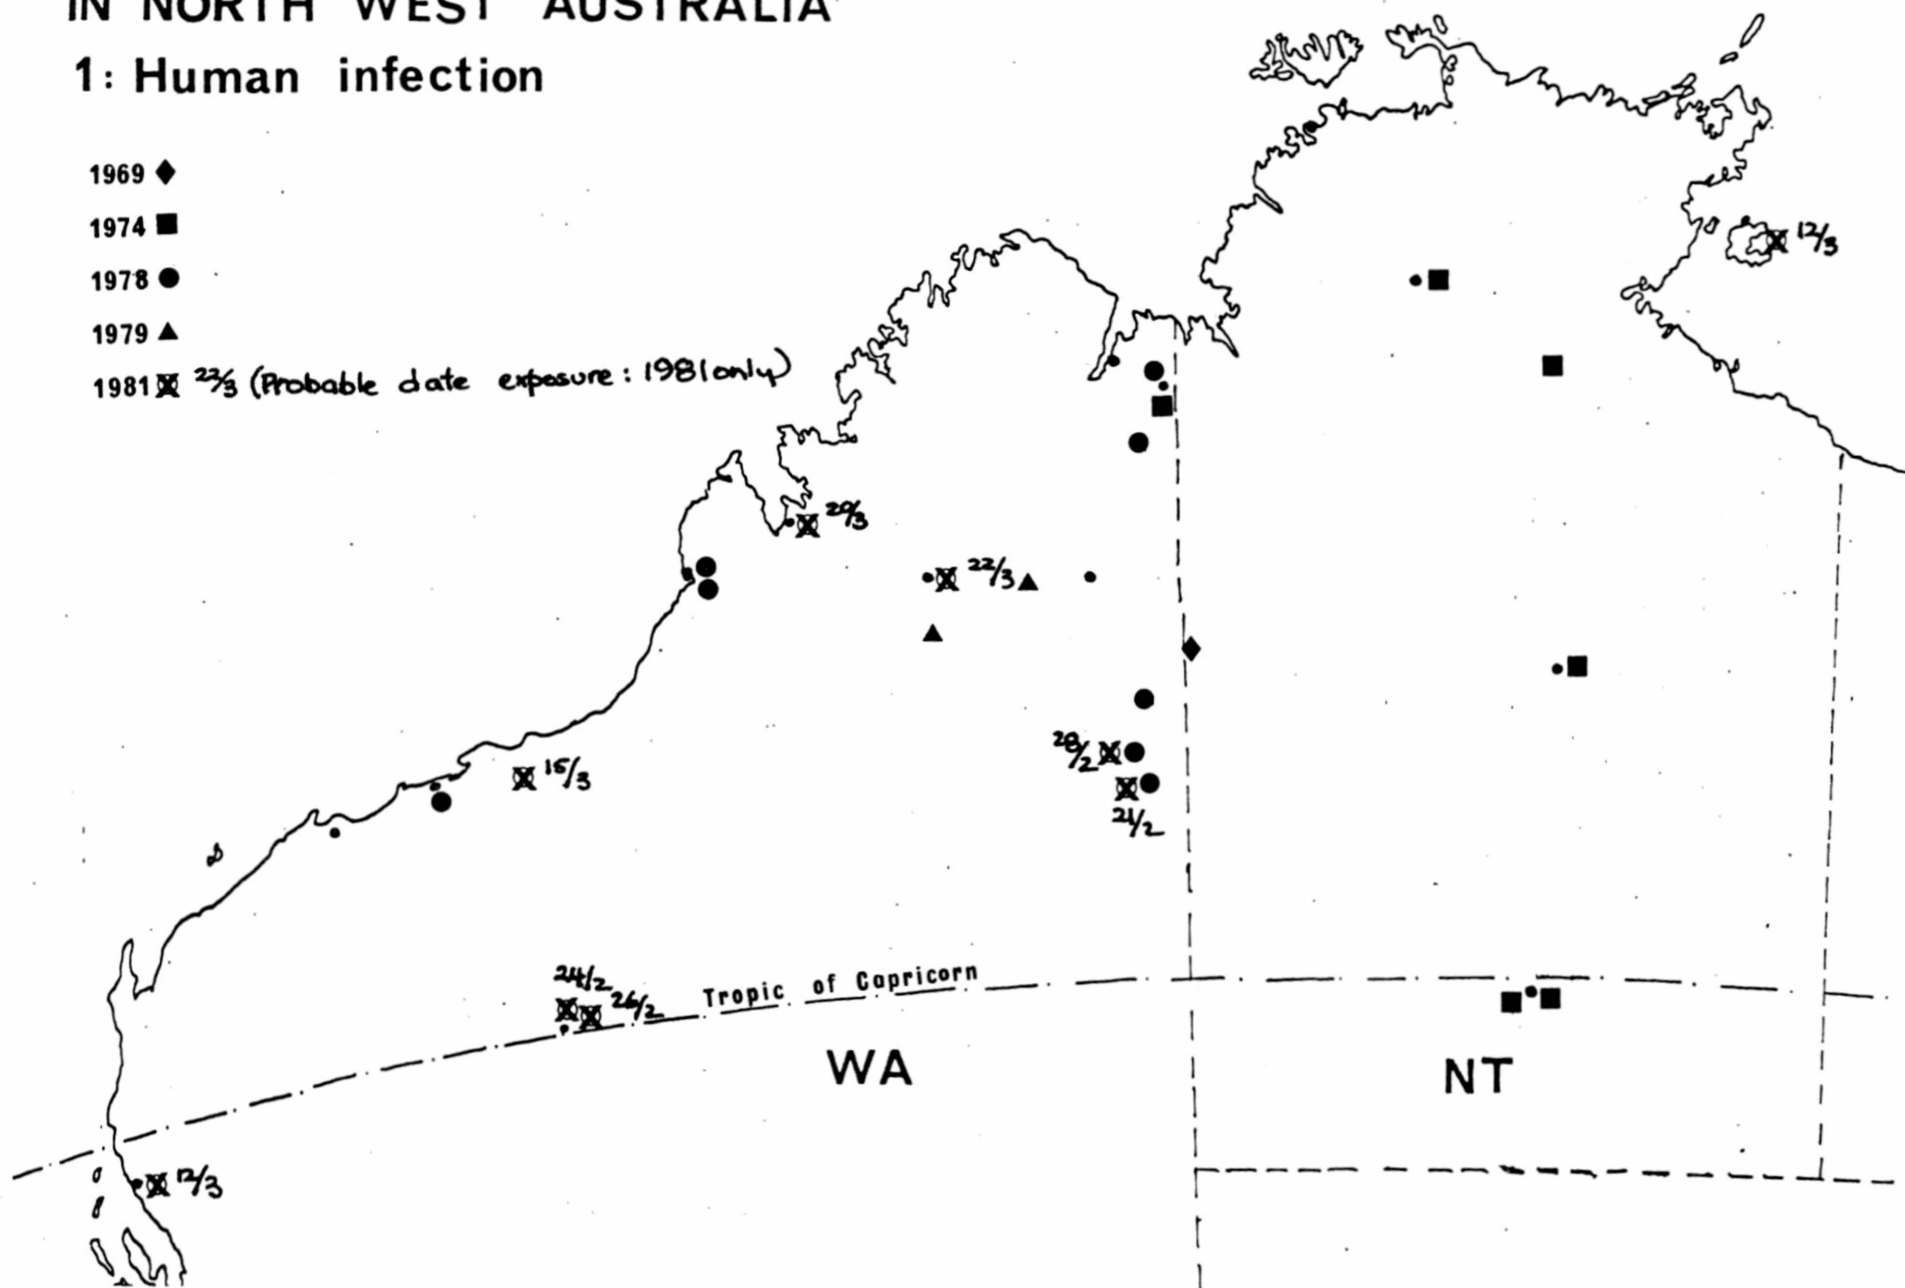 IN NORTH WEST AUSTRALIA
1: Human infection
1969
1974
1978
1979
1981 22/3 (Probable date exposure: 1981 only)
12/3
20/3
22/3
28/2
21/2
15/3
24/2
26/2
Tropic of Capricorn
WA
NT
12/3